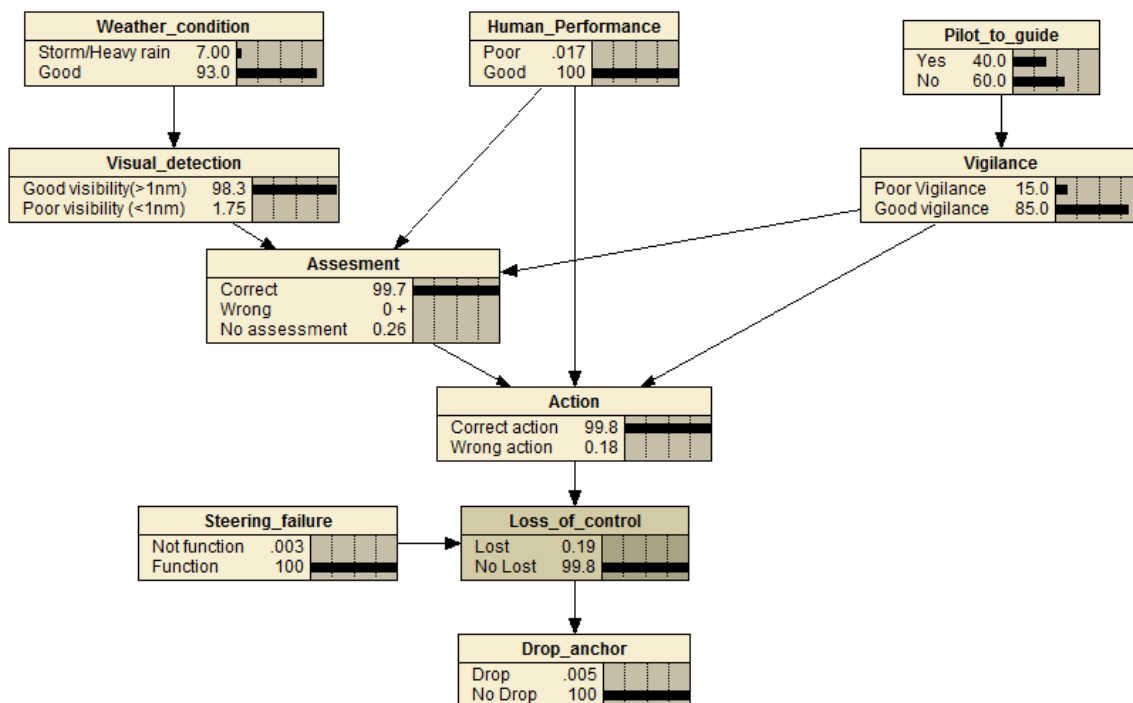 Weather_condition
Storm/Heavy rain 7.00
Good 93.0
Human_Performance
Poor .017
Good 100
Pilot_to_guide
Yes 40.0
No 60.0
Visual_detection
Good visibility(>1nm) 98.3
Poor visibility (<1nm) 1.75
Vigilance
Poor Vigilance 15.0
Good vigilance 85.0
Assesment
Correct 99.7
Wrong 0 +
No assessment 0.26
Action
Correct action 99.8
Wrong action 0.18
Steering_failure
Not function .003
Function 100
Loss_of_control
Lost 0.19
No Lost 99.8
Drop_anchor
Drop .005
No Drop 100